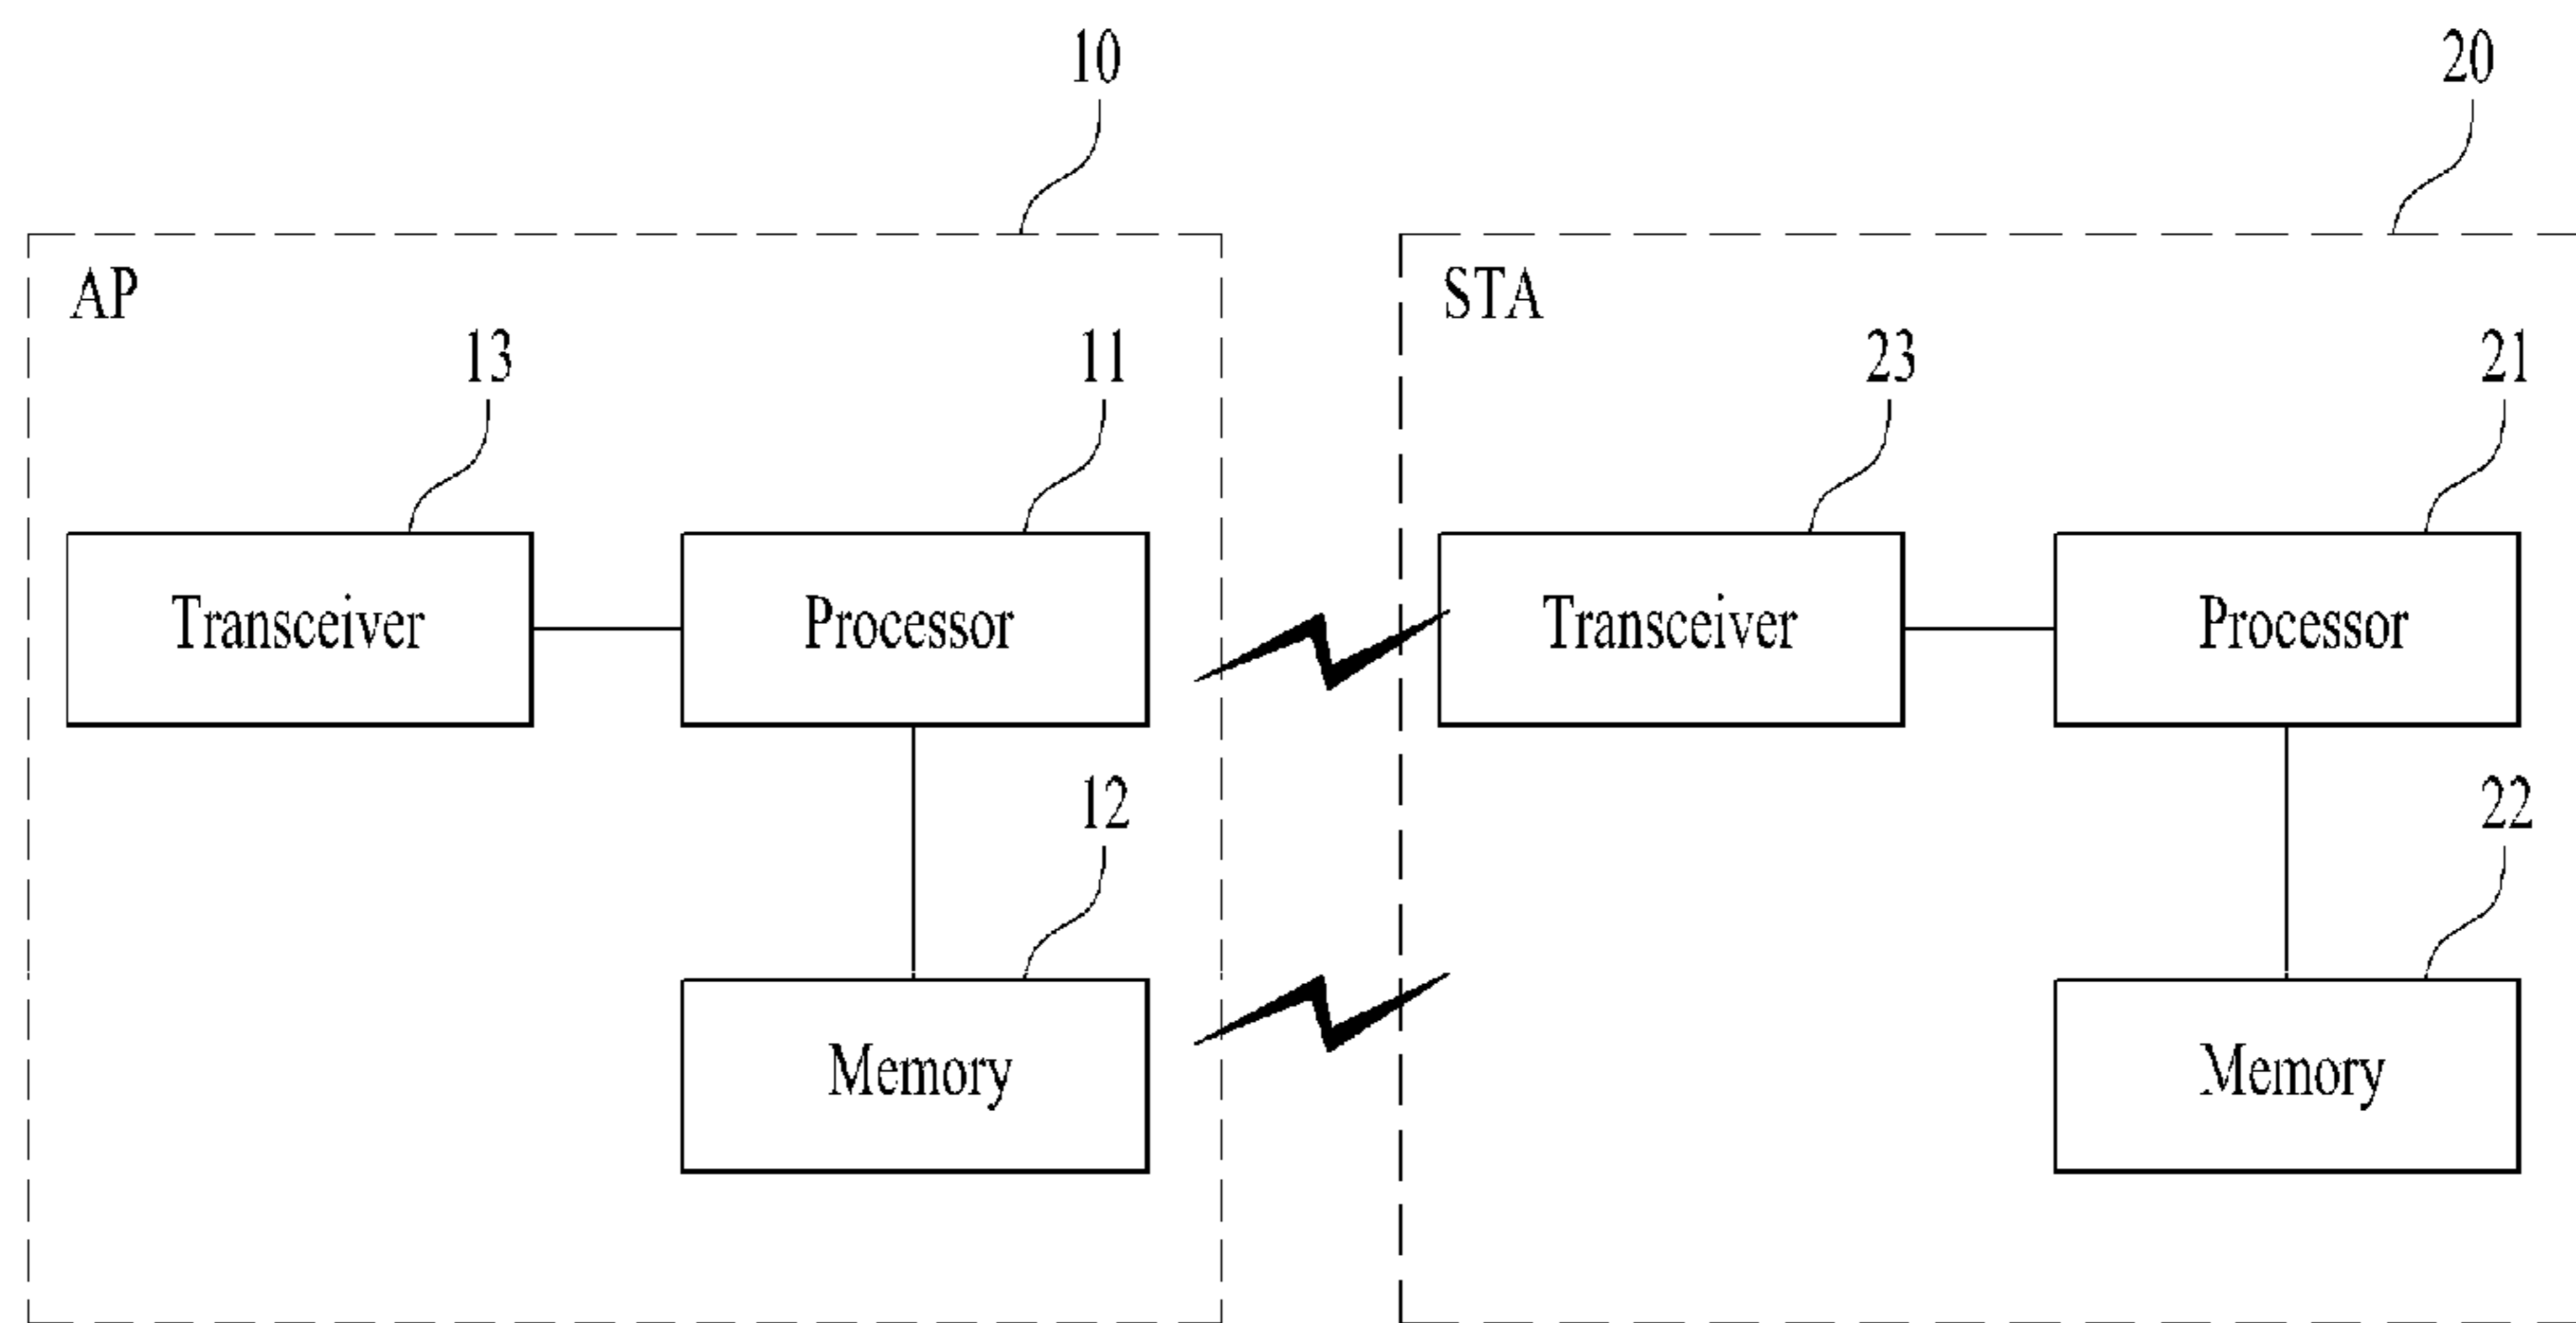 10
20
AP
STA
13
11
23
21
Transceiver
Processor
Transceiver
Processor
12
22
Memory
Memory